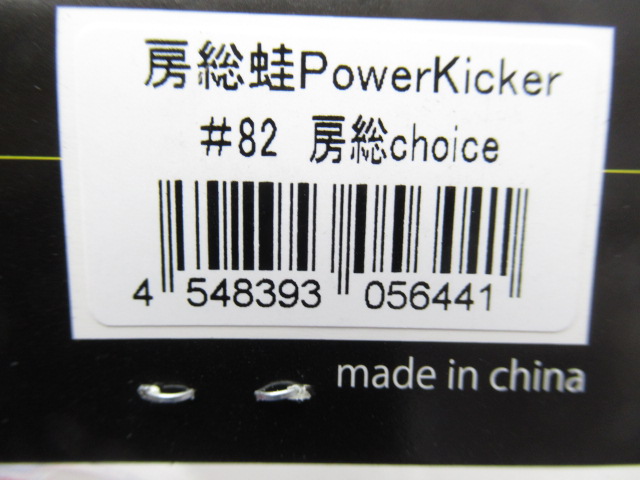 房総蛙PowerKicker
#82 房総choice
4 548393 056441
made in china